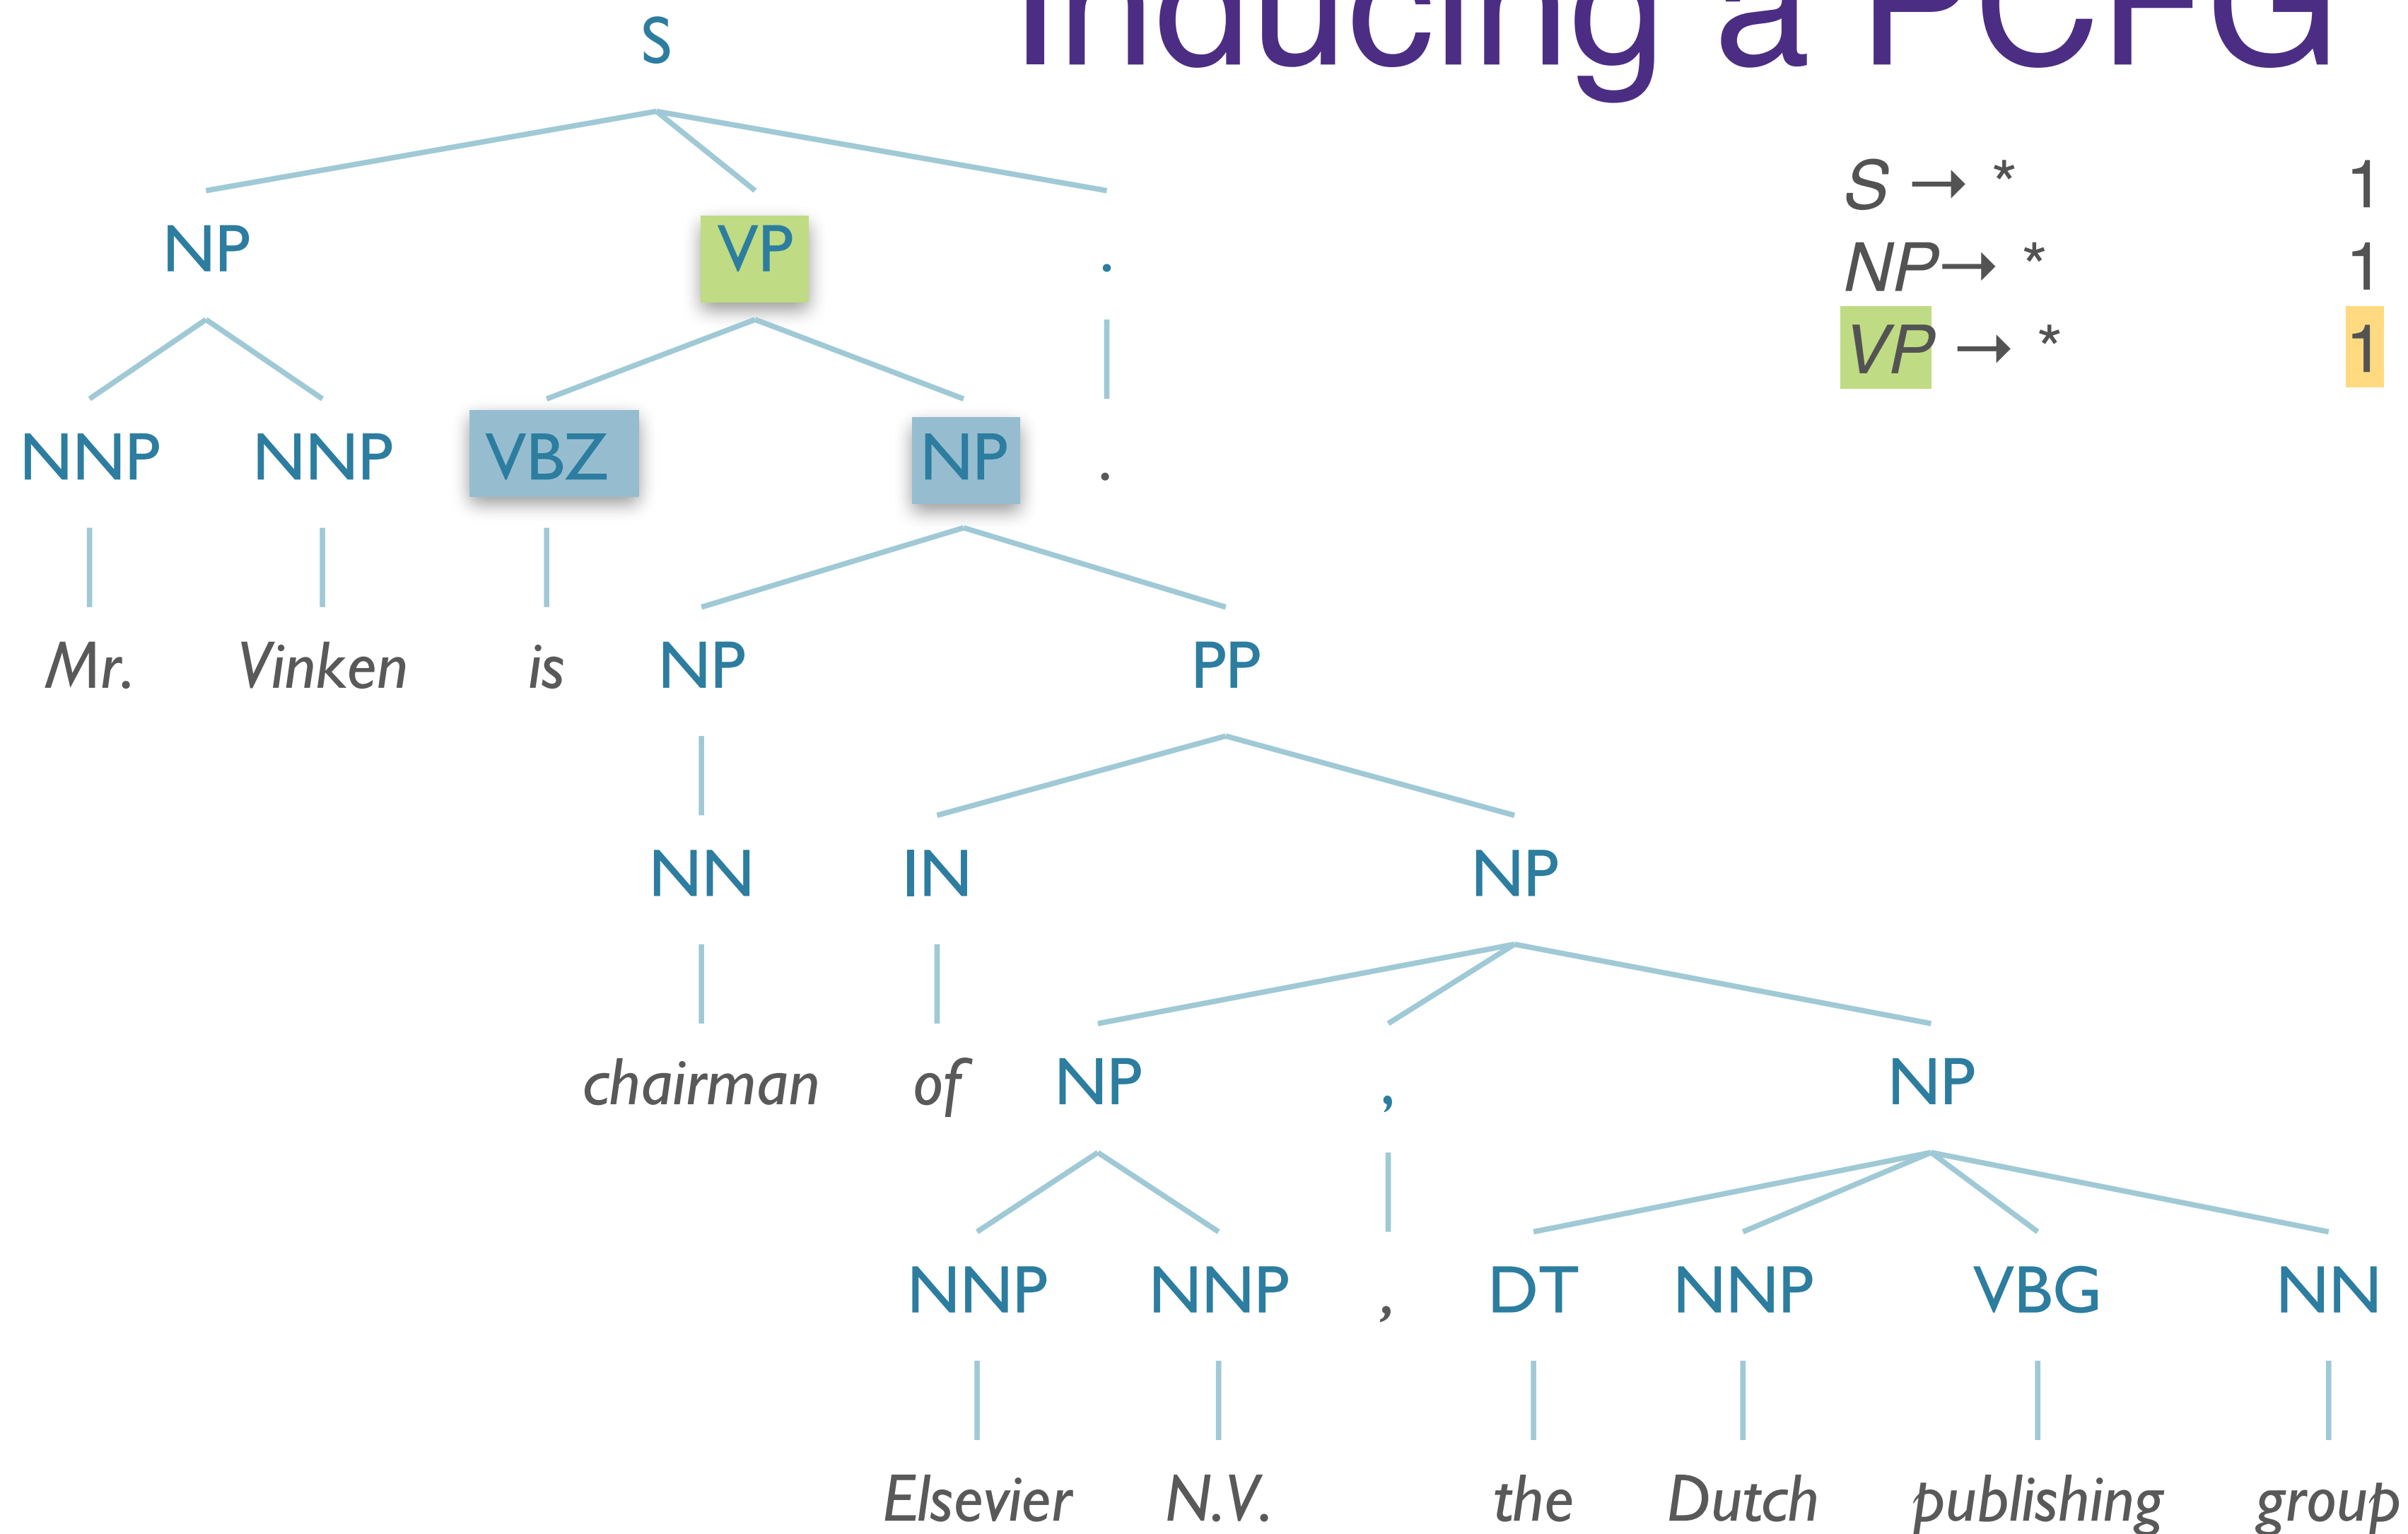 Inducing a PCFG
S
S → * 1
NP → * 1
VP → * 1
NP VP .
NNP NNP VBZ NP .
Mr. Vinken is NP PP
NN IN NP
chairman of NP , NP
NNP NNP , DT NNP VBG NN
Elsevier N.V. the Dutch publishing group